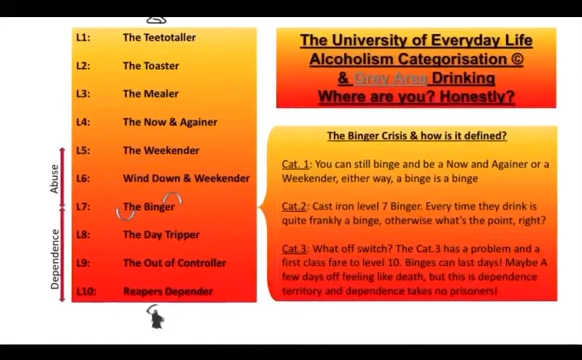 The University of Everyday Life
Alcoholism Categorisation ©
& Gray Area Drinking
Where are you? Honestly?
L1: The Teetotaller
L2: The Toaster
L3: The Mealer
L4: The Now & Againer
L5: The Weekender
L6: Wind Down & Weekender
L7: The Binger
L8: The Day Tripper
L9: The Out of Controller
L10: Reapers Depender
Abuse
Dependence
The Binger Crisis & how is it defined?
Cat. 1: You can still binge and be a Now and Againer or a
Weekender, either way, a binge is a binge
Cat.2: Cast iron level 7 Binger. Every time they drink is
quite frankly a binge, otherwise what's the point, right?
Cat.3: What off switch? The Cat.3 has a problem and a
first class fare to level 10. Binges can last days! Maybe A
few days off feeling like death, but this is dependence
territory and dependence takes no prisoners!